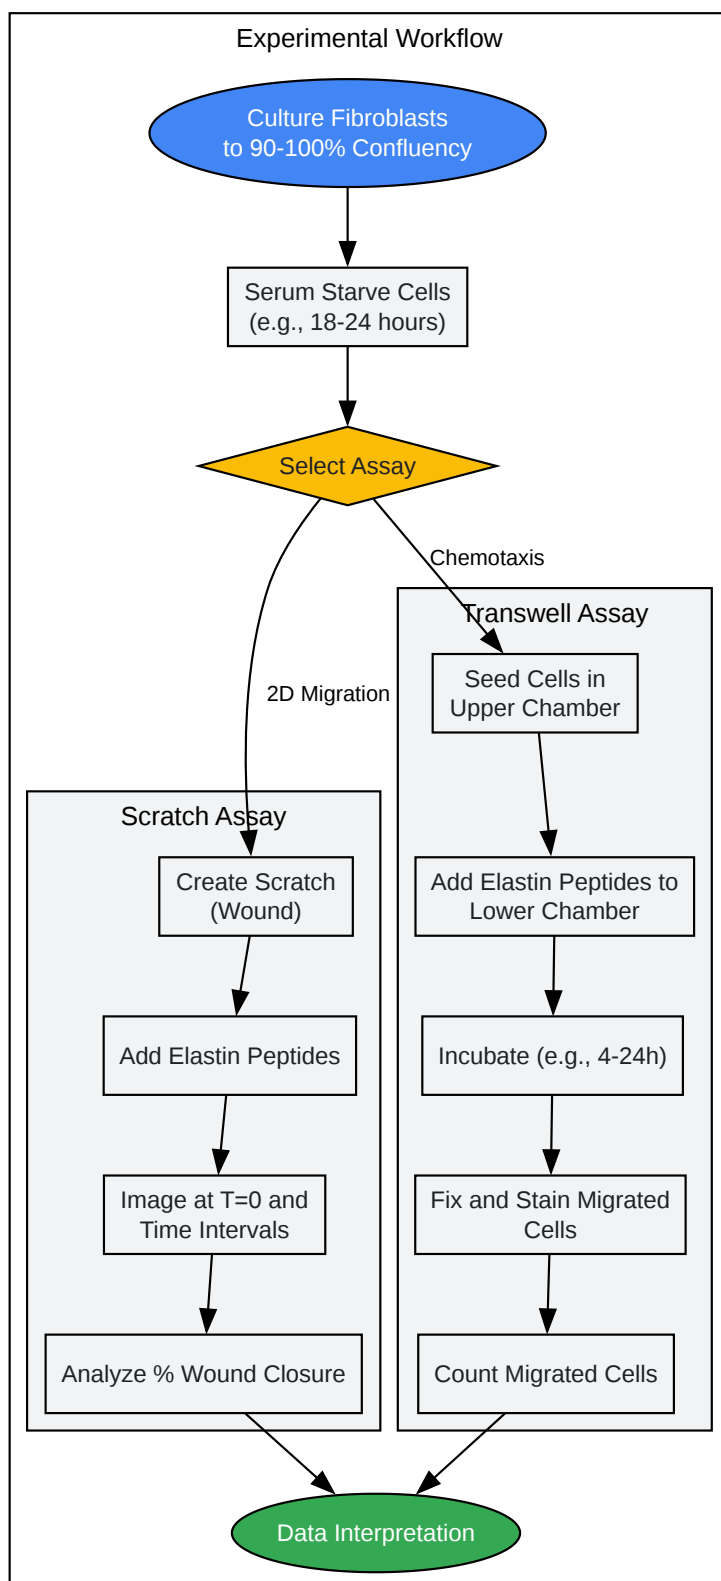 Experimental Workflow
Culture Fibroblasts
to 90-100% Confluency
Serum Starve Cells
(e.g., 18-24 hours)
Select Assay
Chemotaxis
2D Migration
Scratch Assay
Create Scratch
(Wound)
Add Elastin Peptides
Image at T=0 and
Time Intervals
Analyze % Wound Closure
Transwell Assay
Seed Cells in
Upper Chamber
Add Elastin Peptides to
Lower Chamber
Incubate (e.g., 4-24h)
Fix and Stain Migrated
Cells
Count Migrated Cells
Data Interpretation